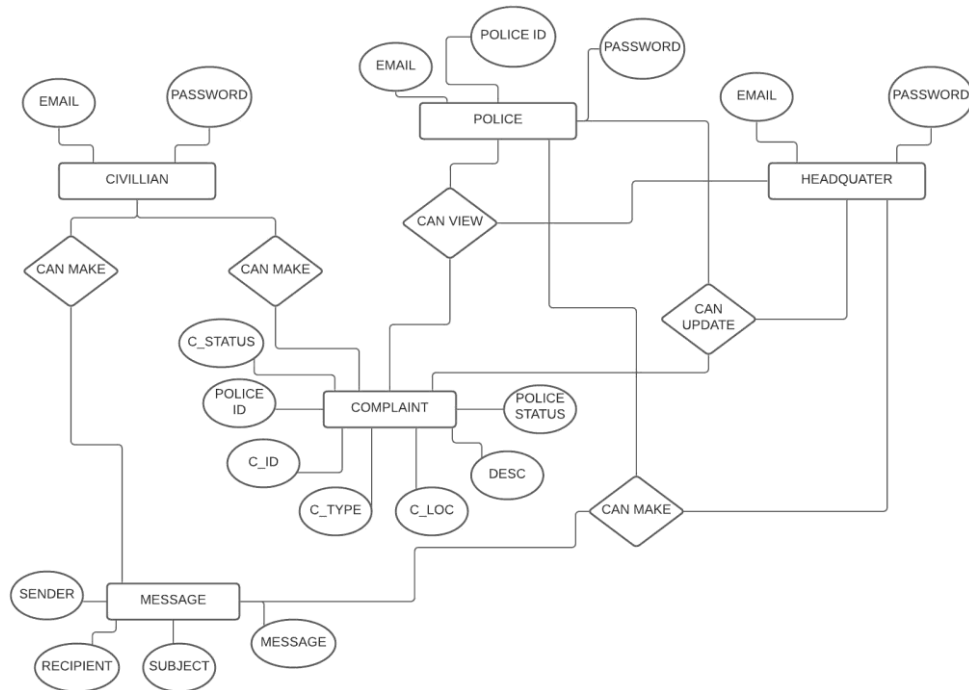 POLICE ID
PASSWORD
EMAIL
EMAIL
PASSWORD
EMAIL
PASSWORD
POLICE
CIVILLIAN
HEADQUATER
CAN VIEW
CAN MAKE
CAN MAKE
CAN
UPDATE
C_STATUS
POLICE
ID
COMPLAINT
POLICE
STATUS
C_ID
DESC
C_TYPE
C_LOC
CAN MAKE
SENDER
MESSAGE
MESSAGE
RECIPIENT
SUBJECT